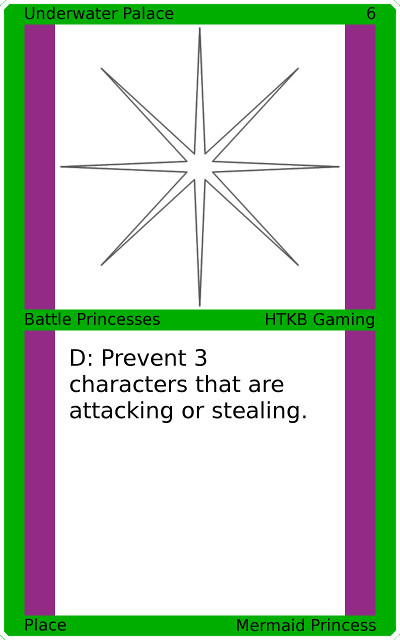 Underwater Palace 6
Battle Princesses HTKB Gaming
D: Prevent 3
characters that are
attacking or stealing.
Place Mermaid Princess